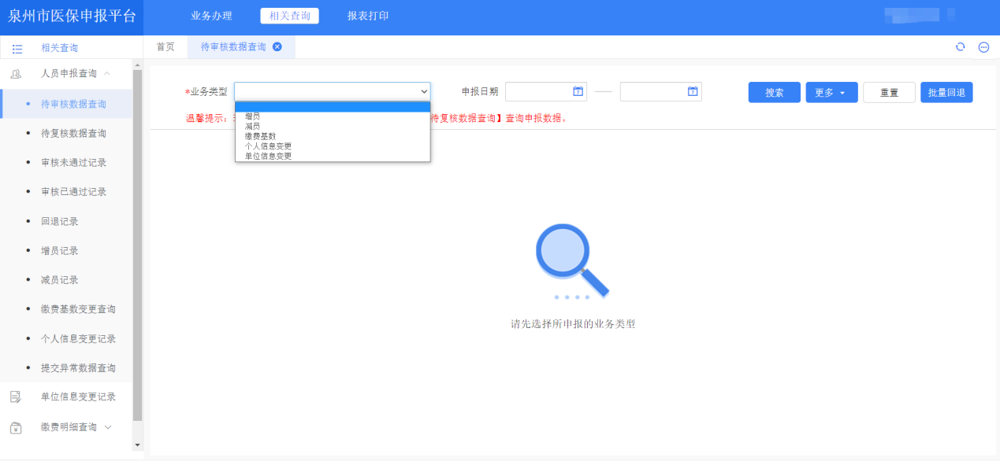 泉州市医保申报平台
业务办理
相关查询
报表打印
相关查询
首页
待审核数据查询
人员申报查询
待审核数据查询
待复核数据查询
审核未通过记录
审核已通过记录
回退记录
增员记录
减员记录
缴费基数变更查询
个人信息变更记录
提交异常数据查询
单位信息变更记录
缴费明细查询
*业务类型
申报日期
搜索
更多
重置
批量回退
温馨提示：
待复核数据查询】查询申报数据。
增员
减员
缴费基数
个人信息变更
单位信息变更
请先选择所申报的业务类型